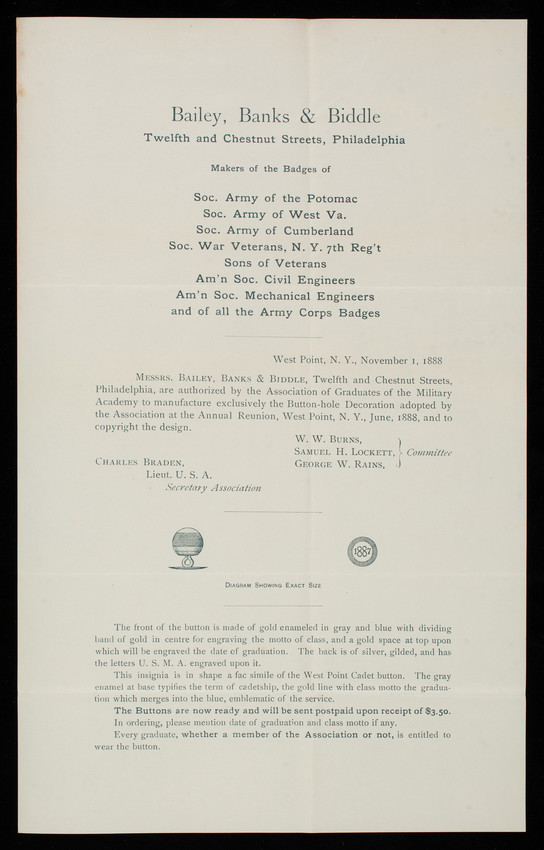 Bailey, Banks & Biddle
Twelfth and Chestnut Streets, Philadelphia
Makers of the Badges of
Soc. Army of the Potomac
Soc. Army of West Va.
Soc. Army of Cumberland
Soc. War Veterans, N. Y. 7th Reg't
Sons of Veterans
Am'n Soc. Civil Engineers
Am'n Soc. Mechanical Engineers
and of all the Army Corps Badges
West Point, N. Y., November 1, 1888
Messrs. Bailey, Banks & Biddle, Twelfth and Chestnut Streets,
Philadelphia, are authorized by the Association of Graduates of the Military
Academy to manufacture exclusively the Button-hole Decoration adopted by
the Association at the Annual Reunion, West Point, N. Y., June, 1888, and to
copyright the design.
W. W. Burns,
Samuel H. Lockett, } Committee
George W. Rains,
Charles Braden,
Lieut. U. S. A.
Secretary Association
1887
Diagram Showing Exact Size
The front of the button is made of gold enameled in gray and blue with dividing
band of gold in centre for engraving the motto of class, and a gold space at top upon
which will be engraved the date of graduation. The back is of silver, gilded, and has
the letters U. S. M. A. engraved upon it.
This insignia is in shape a fac simile of the West Point Cadet button. The gray
enamel at base typifies the term of cadetship, the gold line with class motto the gradua-
tion which merges into the blue, emblematic of the service.
The Buttons are now ready and will be sent postpaid upon receipt of $3.50.
In ordering, please mention date of graduation and class motto if any.
Every graduate, whether a member of the Association or not, is entitled to
wear the button.